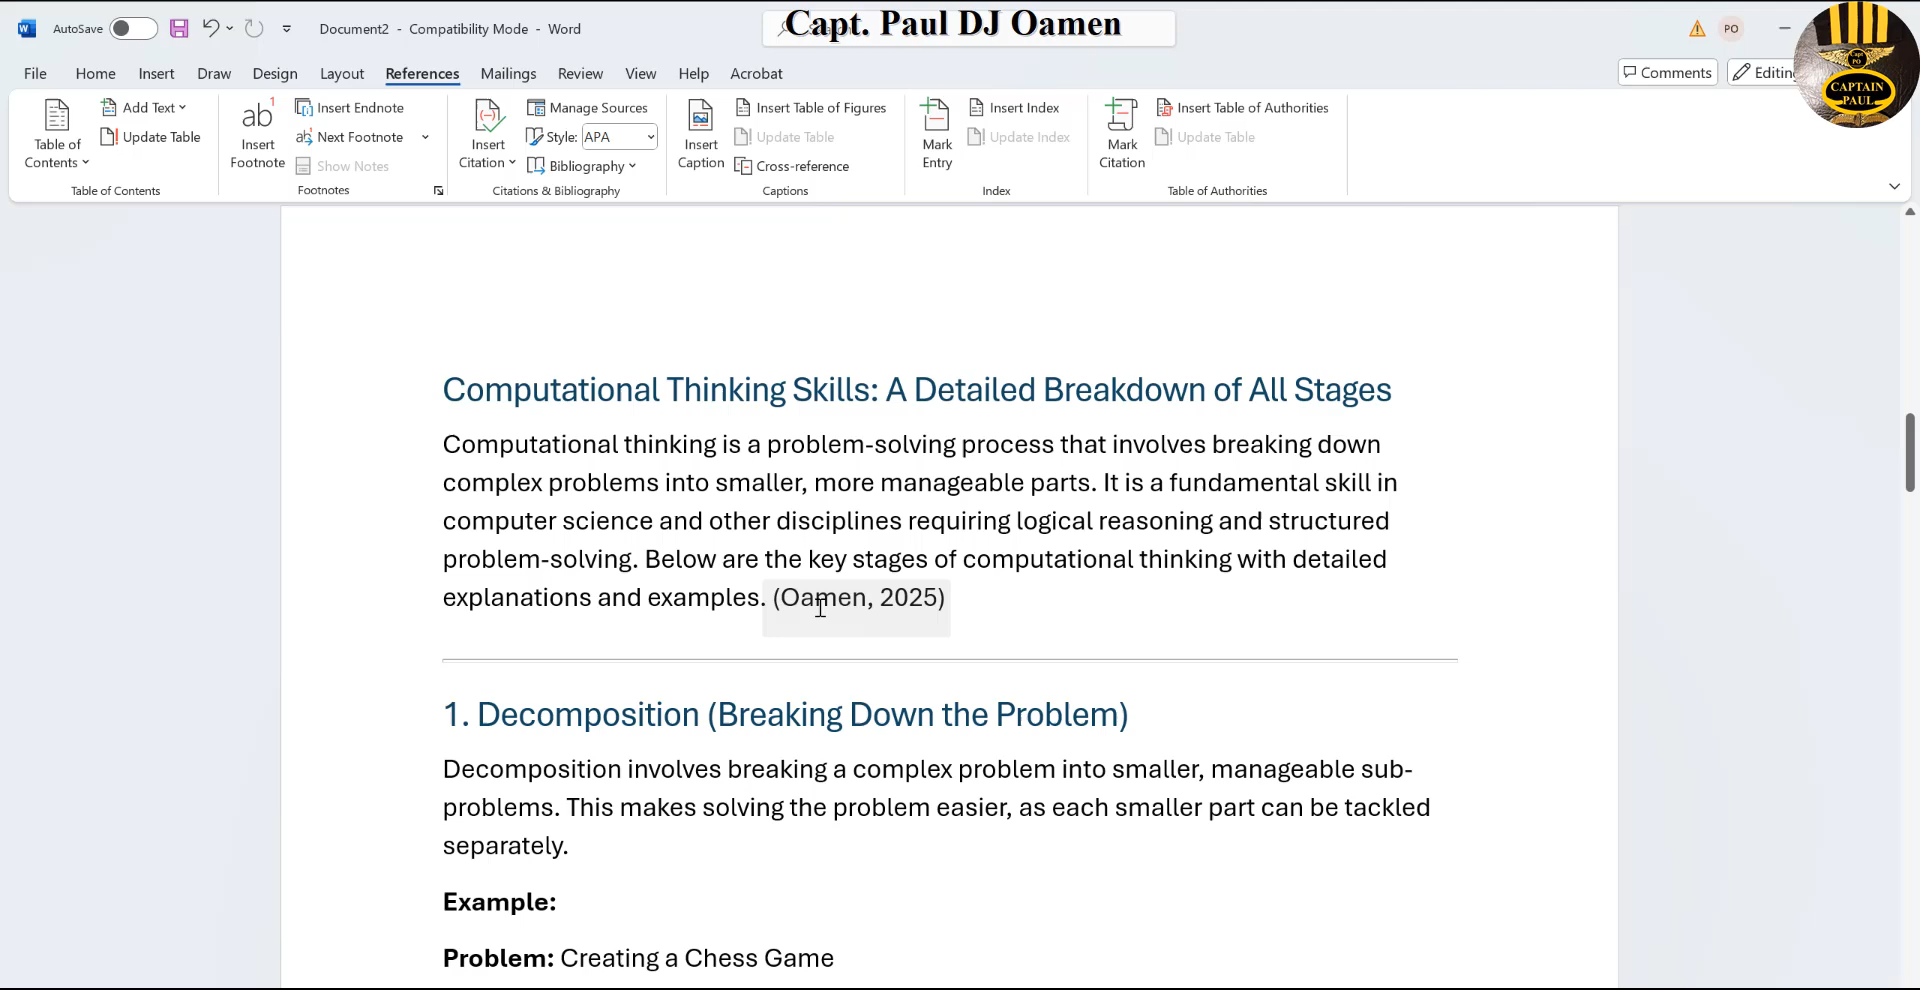 AutoSave
Document2 - Compatibility Mode - Word
Capt. Paul DJ Oamen
PO
File Home Insert Draw Design Layout References Mailings Review View Help Acrobat
Comments
CAPTAIN
PAUL
Table of
Contents
Add Text
Update Table
Table of Contents
ab1
Insert
Footnote
Insert Endnote
Next Footnote
Show Notes
Footnotes
Insert
Citation
Manage Sources
Style: APA
Bibliography
Citations & Bibliography
Insert
Caption
Insert Table of Figures
Update Table
Cross-reference
Captions
Mark
Entry
Insert Index
Update Index
Index
Mark
Citation
Insert Table of Authorities
Update Table
Table of Authorities
Computational Thinking Skills: A Detailed Breakdown of All Stages
Computational thinking is a problem-solving process that involves breaking down
complex problems into smaller, more manageable parts. It is a fundamental skill in
computer science and other disciplines requiring logical reasoning and structured
problem-solving. Below are the key stages of computational thinking with detailed
explanations and examples. (Oamen, 2025)
1. Decomposition (Breaking Down the Problem)
Decomposition involves breaking a complex problem into smaller, manageable sub-
problems. This makes solving the problem easier, as each smaller part can be tackled
separately.
Example:
Problem: Creating a Chess Game